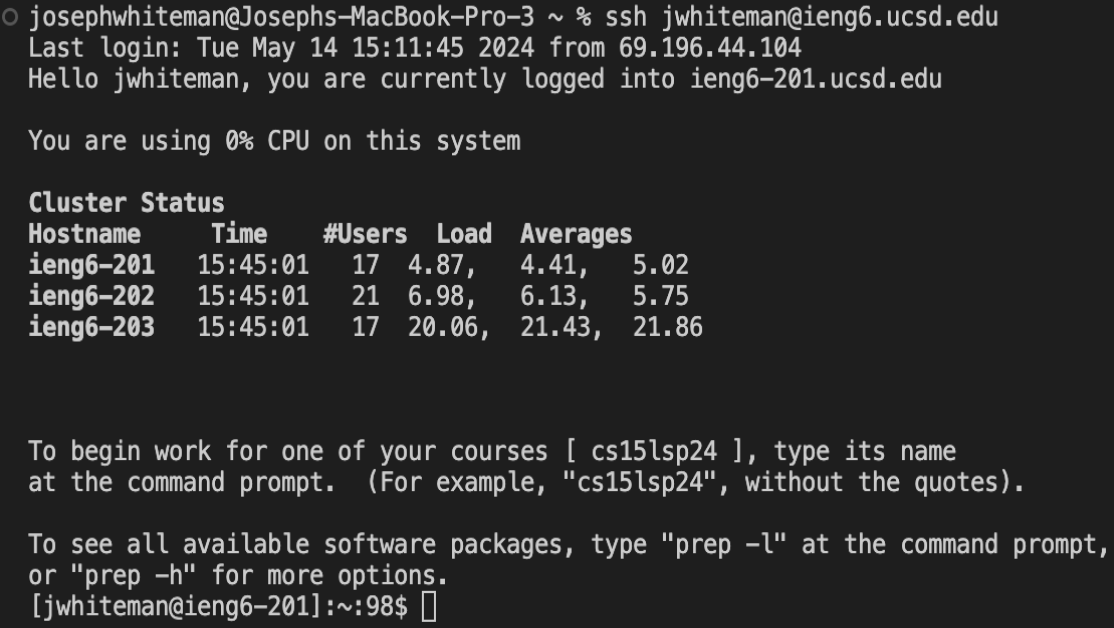 josephwhiteman@Josephs-MacBook-Pro-3 ~ % ssh jwhiteman@ieng6.ucsd.edu
Last login: Tue May 14 15:11:45 2024 from 69.196.44.104
Hello jwhiteman, you are currently logged into ieng6-201.ucsd.edu
You are using 0% CPU on this system
Cluster Status
Hostname     Time    #Users  Load  Averages
ieng6-201   15:45:01   17  4.87,   4.41,   5.02
ieng6-202   15:45:01   21  6.98,   6.13,   5.75
ieng6-203   15:45:01   17  20.06,  21.43,  21.86
To begin work for one of your courses [ cs15lsp24 ], type its name
at the command prompt.  (For example, "cs15lsp24", without the quotes).
To see all available software packages, type "prep -l" at the command prompt,
or "prep -h" for more options.
[jwhiteman@ieng6-201]:~:98$